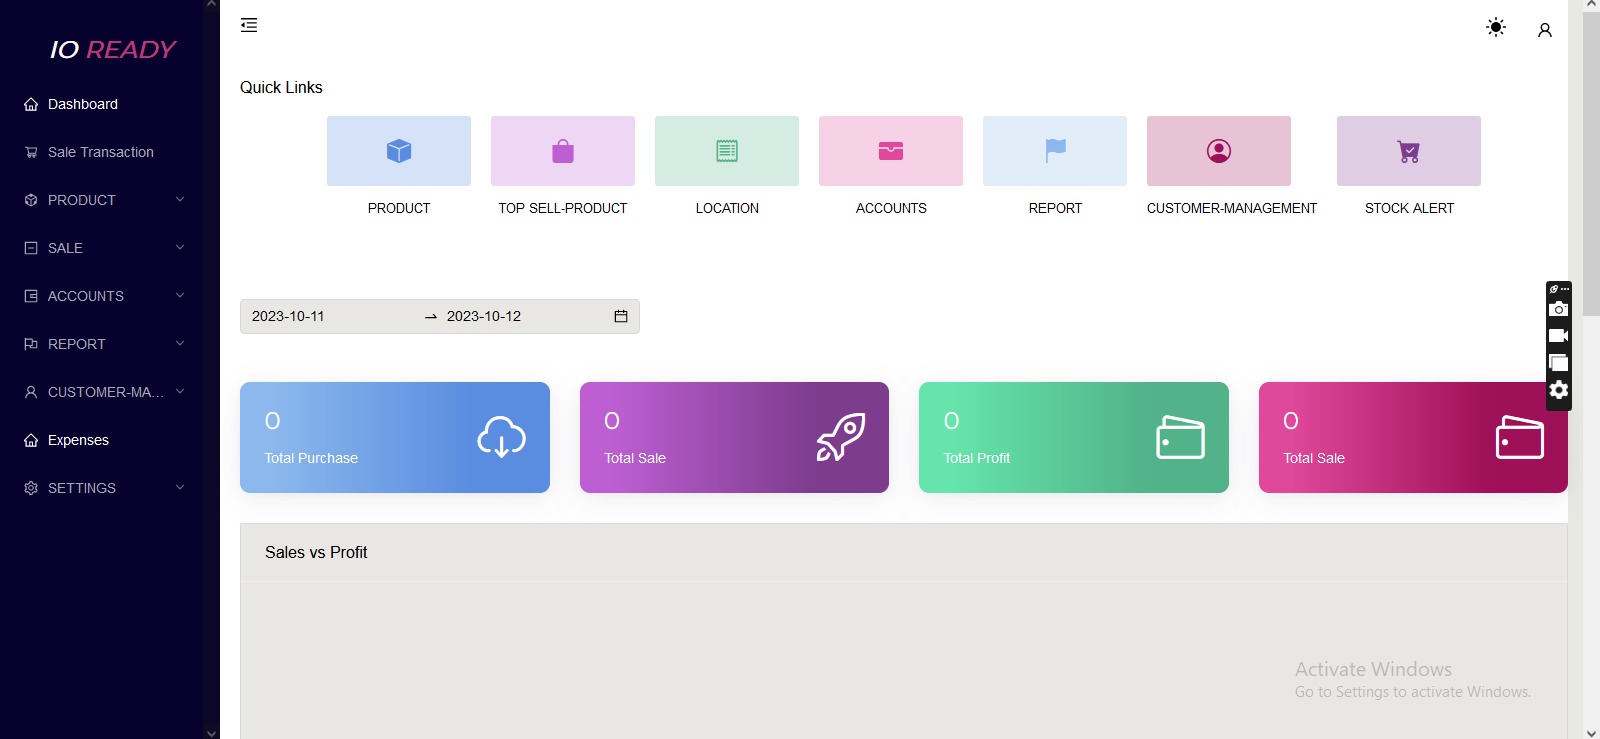 IO READY
Dashboard
Sale Transaction
PRODUCT
SALE
ACCOUNTS
REPORT
CUSTOMER-MA...
Expenses
SETTINGS
Quick Links
PRODUCT
TOP SELL-PRODUCT
LOCATION
ACCOUNTS
REPORT
CUSTOMER-MANAGEMENT
STOCK ALERT
2023-10-11 → 2023-10-12
0
Total Purchase
0
Total Sale
0
Total Profit
0
Total Sale
Sales vs Profit
Activate Windows
Go to Settings to activate Windows.